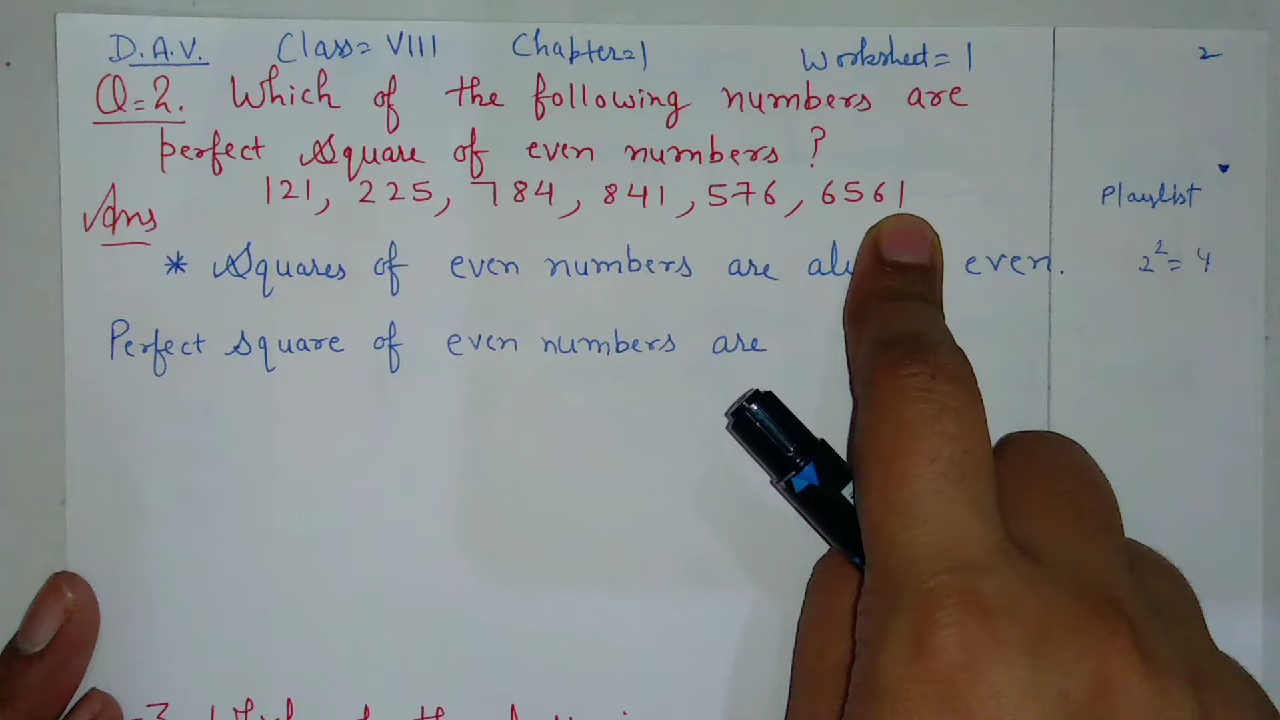 D.A.V. Class= VIII Chapter=1 Worksheet= 1 2
Q=2. Which of the following numbers are
perfect square of even numbers ?
Ans 121, 225, 784, 841, 576, 6561
Playlist
* Squares of even numbers are even.
2²= 4
Perfect square of even numbers are